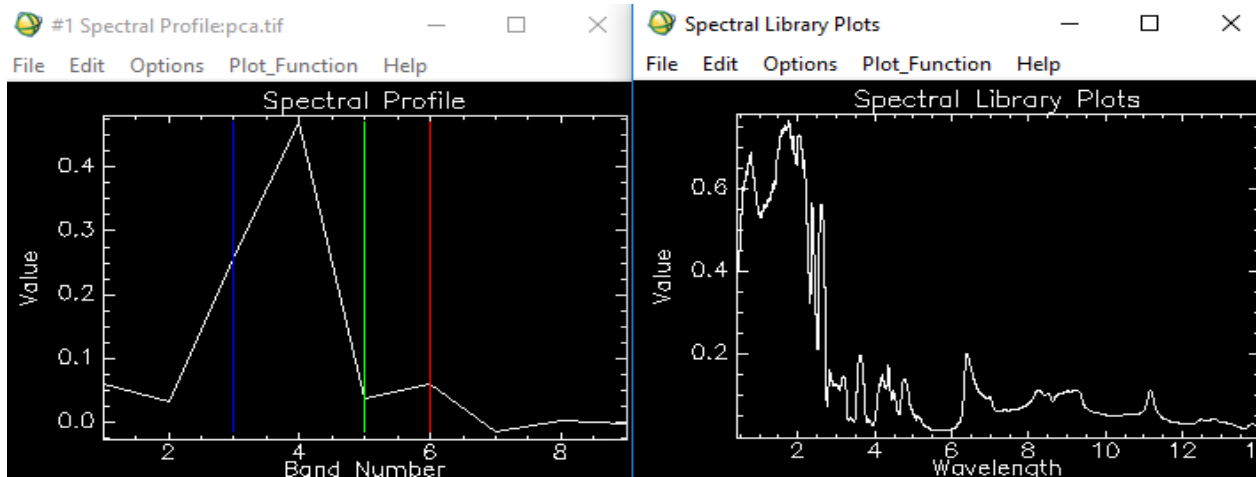 #1 Spectral Profile:pca.tif
File Edit Options Plot_Function Help
Spectral Profile
Value
0.4
0.3
0.2
0.1
0.0
2 4 6 8
Band Number
Spectral Library Plots
File Edit Options Plot_Function Help
Spectral Library Plots
Value
0.6
0.4
0.2
2 4 6 8 10 12 1
Wavelength